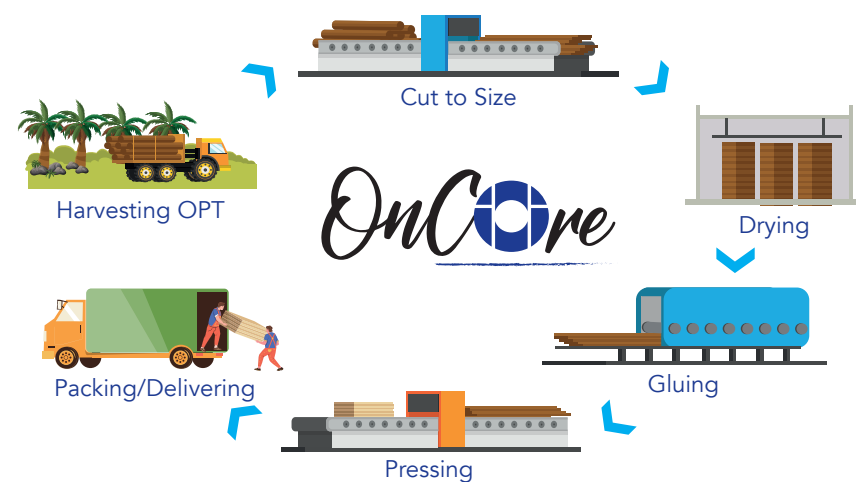 Cut to Size
Harvesting OPT
OnCore
Drying
Packing/Delivering
Gluing
Pressing